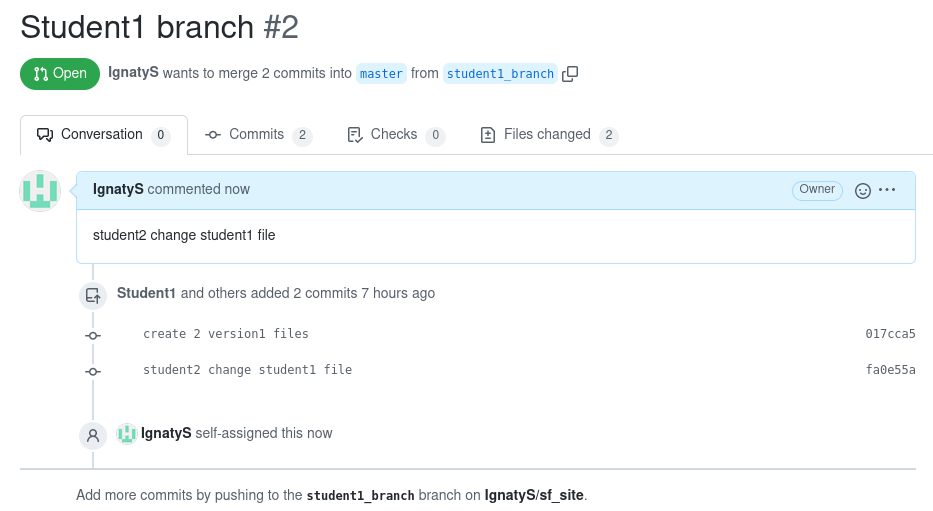 Student1 branch #2
Open IgnatyS wants to merge 2 commits into master from student1_branch
Conversation 0 Commits 2 Checks 0 Files changed 2
IgnatyS commented now Owner
student2 change student1 file
Student1 and others added 2 commits 7 hours ago
create 2 version1 files 017cca5
student2 change student1 file fa0e55a
IgnatyS self-assigned this now
Add more commits by pushing to the student1_branch branch on IgnatyS/sf_site.